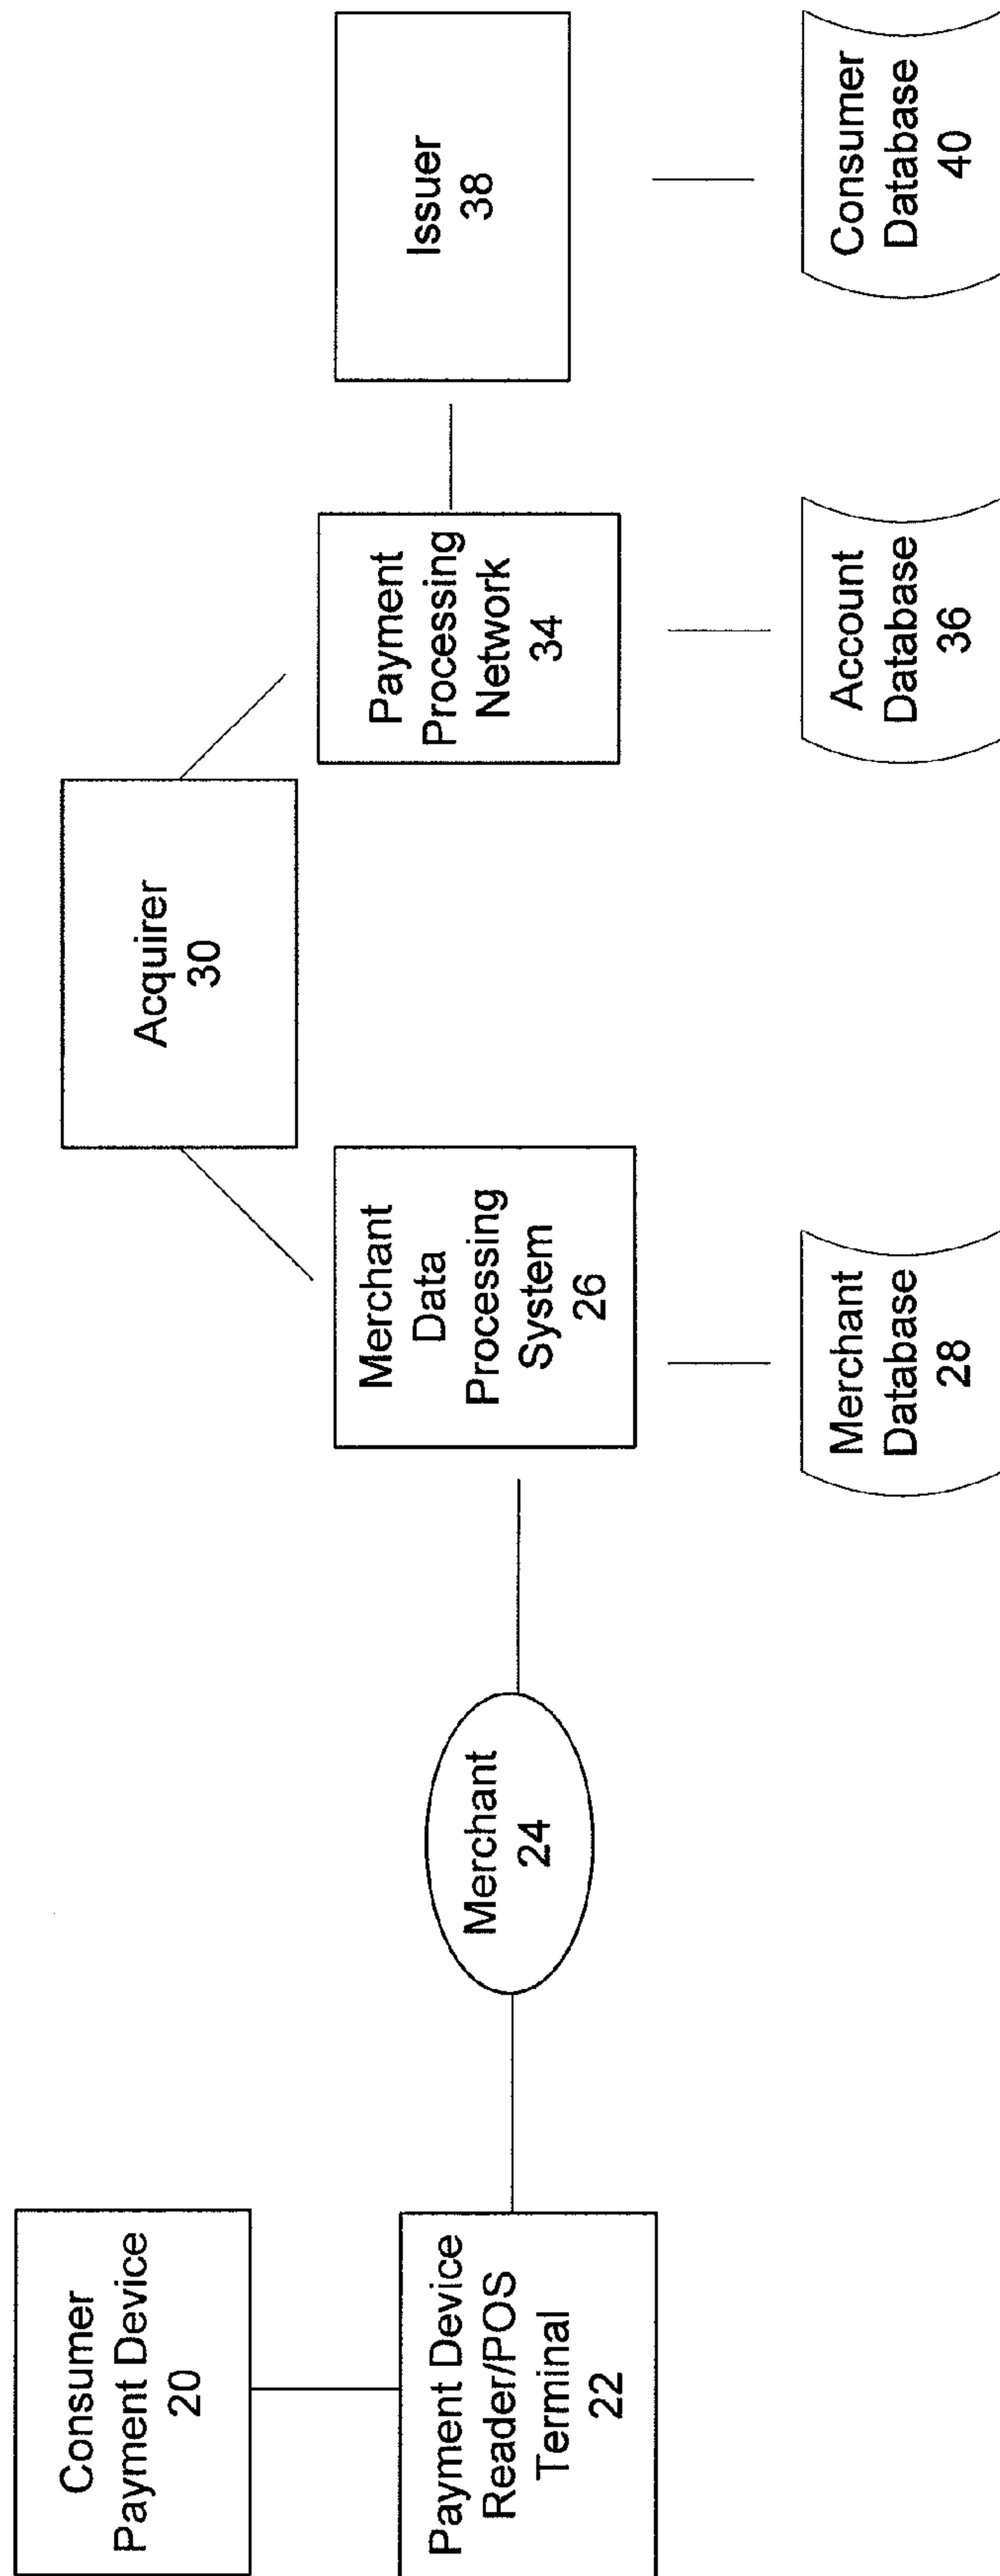 Consumer
Payment Device
20
Payment Device
Reader/POS
Terminal
22
Merchant
24
Merchant
Data
Processing
System
26
Merchant
Database
28
Acquirer
30
Payment
Processing
Network
34
Account
Database
36
Issuer
38
Consumer
Database
40